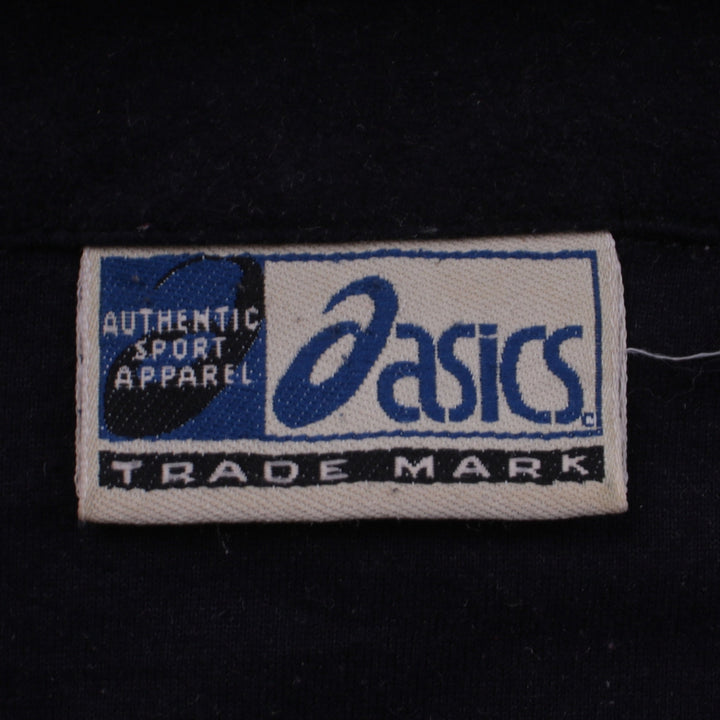 AUTHENTIC
SPORT
APPAREL
asics
TRADE MARK